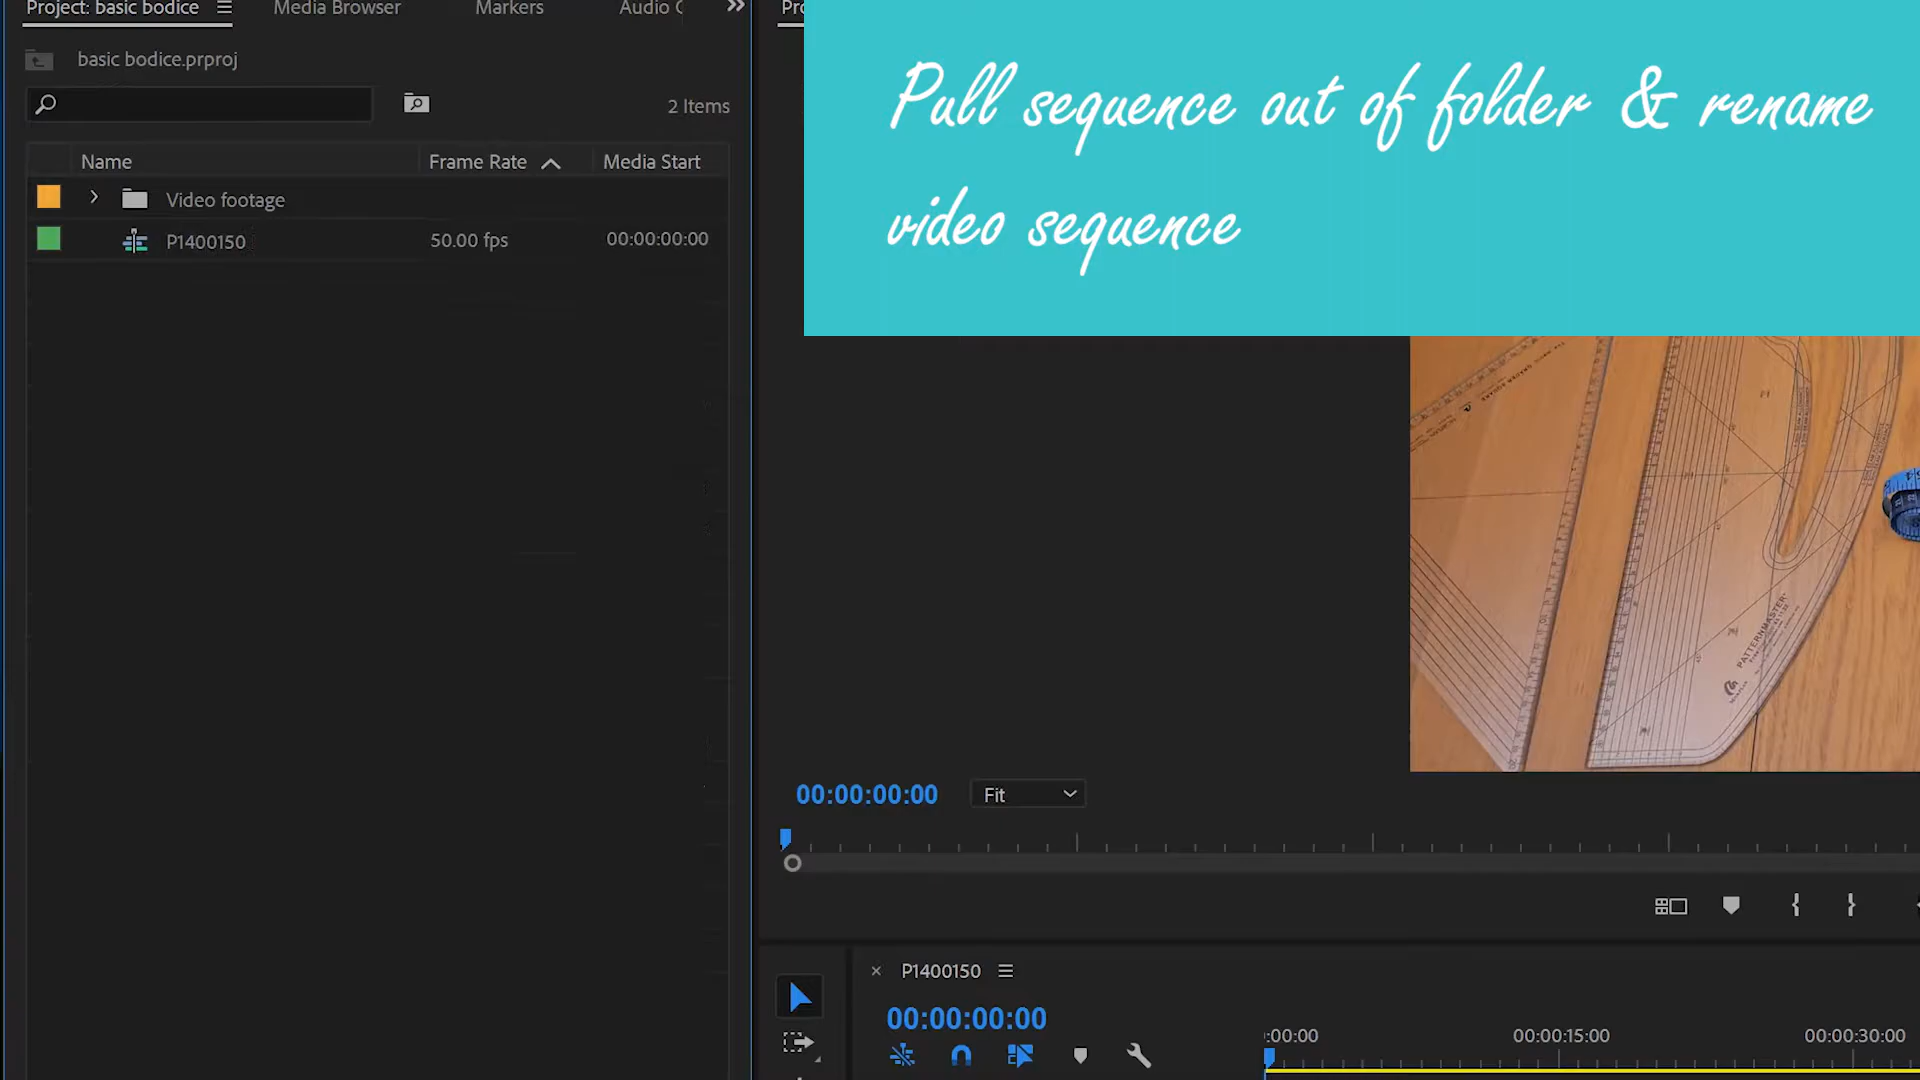 Project: basic bodice
Media Browser
Markers
Audio
basic bodice.prproj
2 Items
Name
Frame Rate
Media Start
Video footage
P1400150
50.00 fps
00:00:00:00
Pull sequence out of folder & rename
video sequence
PATTERNMASTER
00:00:00:00
Fit
P1400150
00:00:00:00
:00:00
00:00:15:00
00:00:30:00